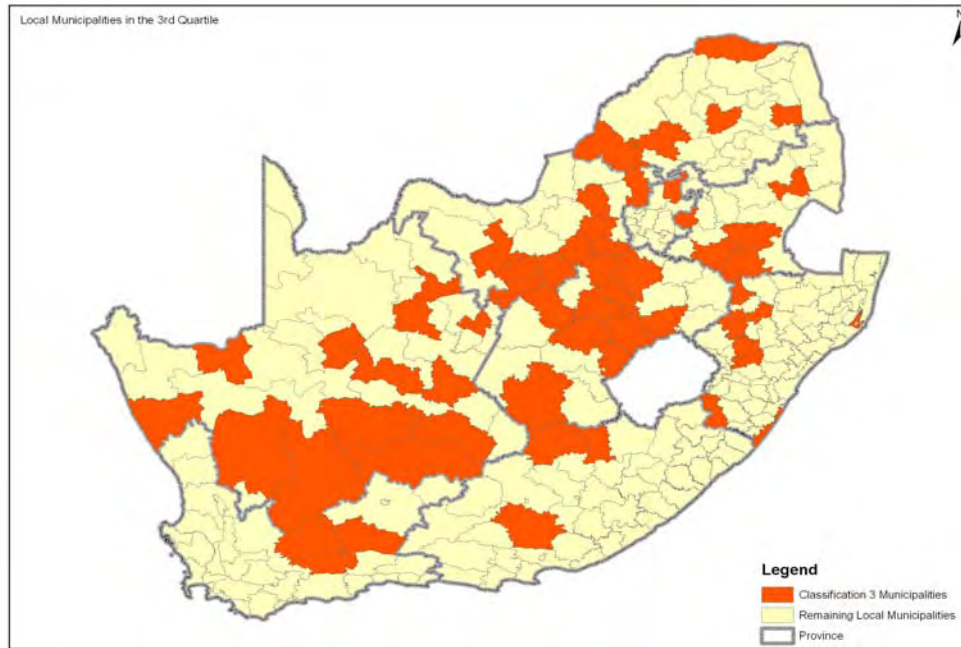 Local Municipalities in the 3rd Quartile
N
Legend
Classification 3 Municipalities
Remaining Local Municipalities
Province